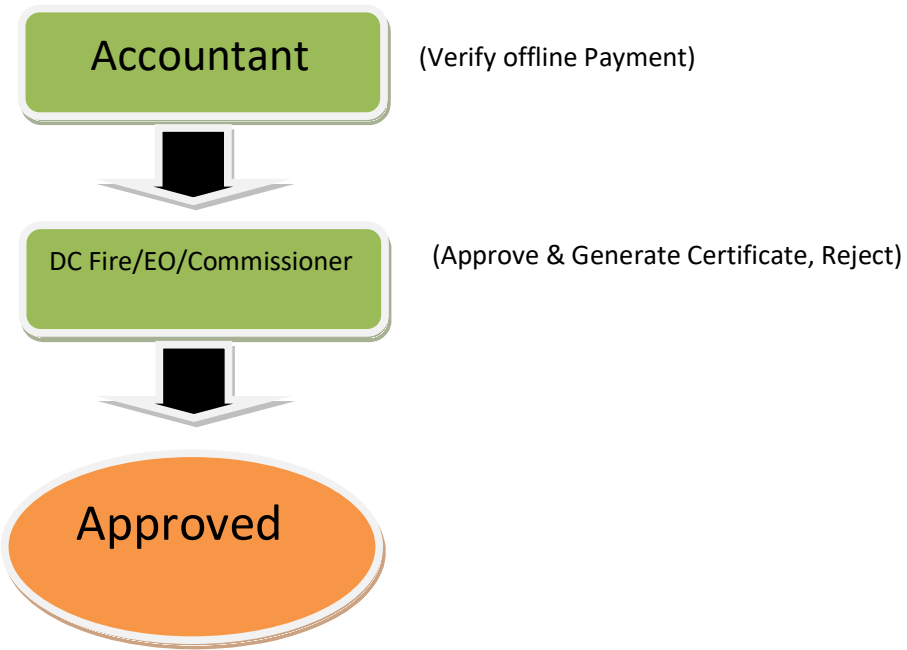 Accountant
(Verify offline Payment)
DC Fire/EO/Commissioner
(Approve & Generate Certificate, Reject)
Approved